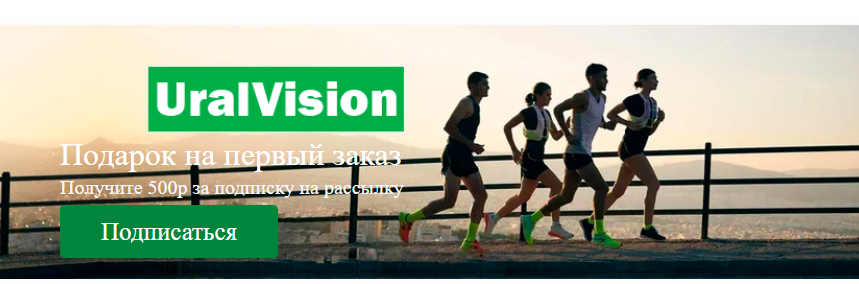 UralVision
Подарок на первый заказ
Получите 500р за подписку на рассылку
Подписаться